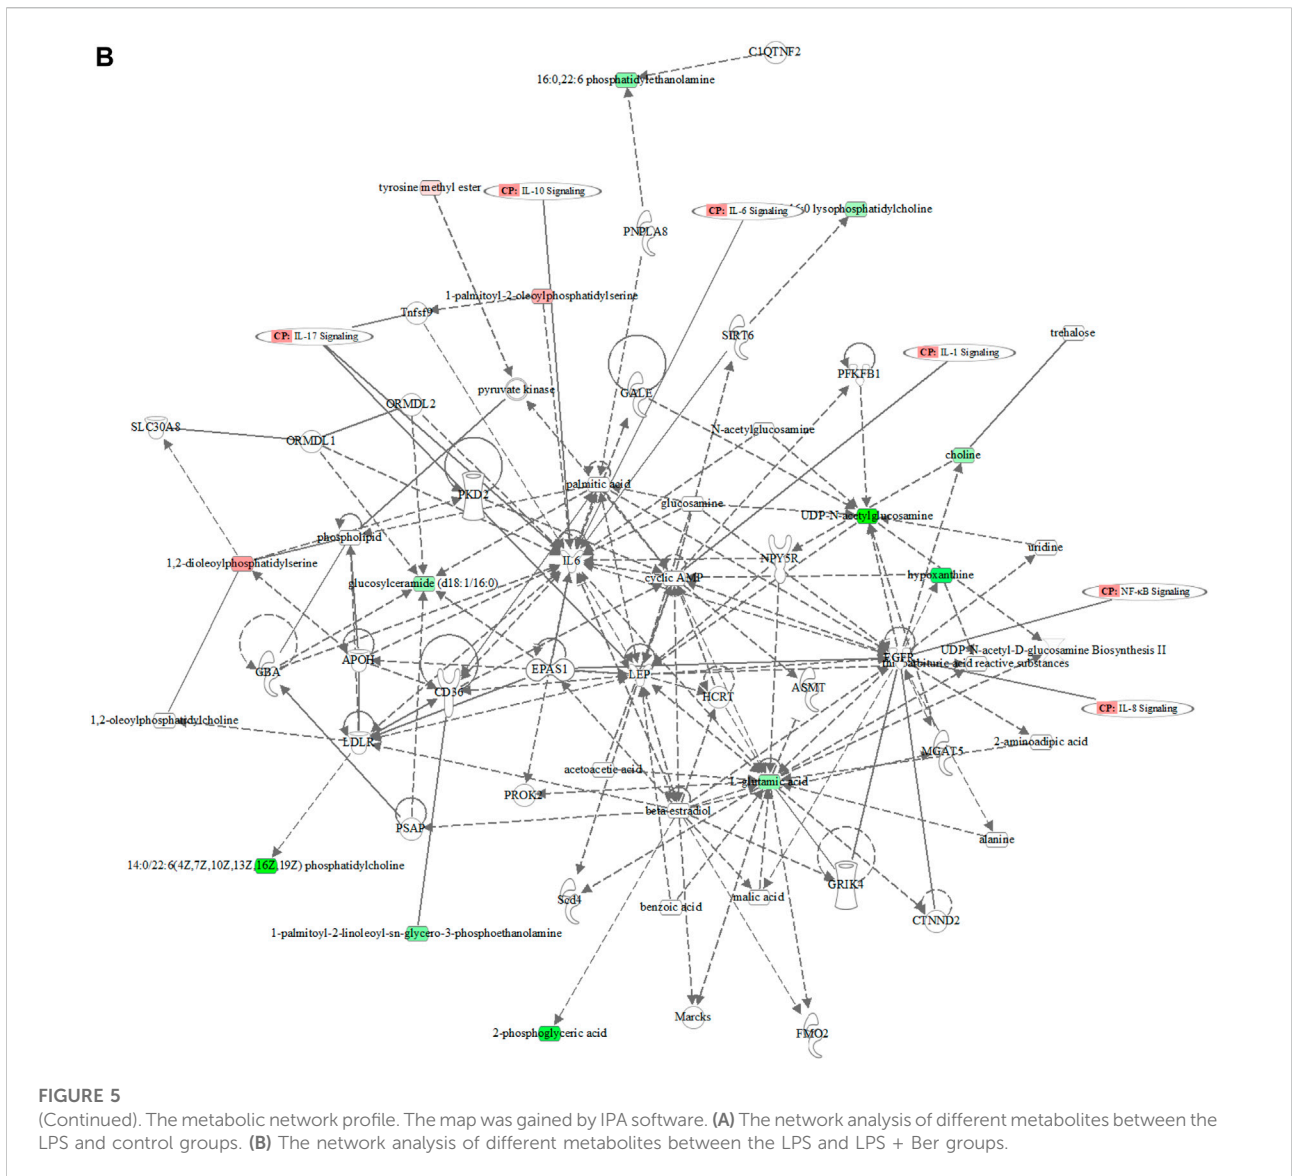 B
C1QTNF2
16:0,22:6 phosphatidylethanolamine
tyrosine methyl ester
CP: IL-10 Signaling
CP: IL-6 Signaling
16:0 lysophosphatidylcholine
PNPLA8
1-palmitoyl-2-oleoylphosphatidylserine
Tnfsf9
CP: IL-17 Signaling
SIRT6
trehalose
CP: IL-1 Signaling
PFKFB1
pyruvate kinase
GALE
ORMDL2
SLC30A8
ORMDL1
N-acetylglucosamine
choline
PKD2
palmitic acid
glucosamine
UDP-N-acetylglucosamine
phospholipid
uridine
1,2-dioleoylphosphatidylserine
IL6
NPY5R
glucosylceramide (d18:1/16:0)
cyclic AMP
hypoxanthine
CP: NF-κB Signaling
UDP-N-acetyl-D-glucosamine Biosynthesis II
EGFR
thiobarbituric acid reactive substances
GBA
APOH
EPAS1
LEP
CD36
HCRT
ASMT
CP: IL-8 Signaling
1,2-oleoylphosphatidylcholine
LDLR
MGAT5
2-aminoadipic acid
acetoacetic acid
L-glutamic acid
PROK2
beta-estradiol
PSAP
alanine
14:0/22:6(4Z,7Z,10Z,13Z,16Z,19Z) phosphatidylcholine
GRIK4
Scd4
benzoic acid
malic acid
CTNND2
1-palmitoyl-2-linoleoyl-sn-glycero-3-phosphoethanolamine
Marcks
2-phosphoglyceric acid
FMO2
FIGURE 5
(Continued). The metabolic network profile. The map was gained by IPA software. (A) The network analysis of different metabolites between the
LPS and control groups. (B) The network analysis of different metabolites between the LPS and LPS + Ber groups.